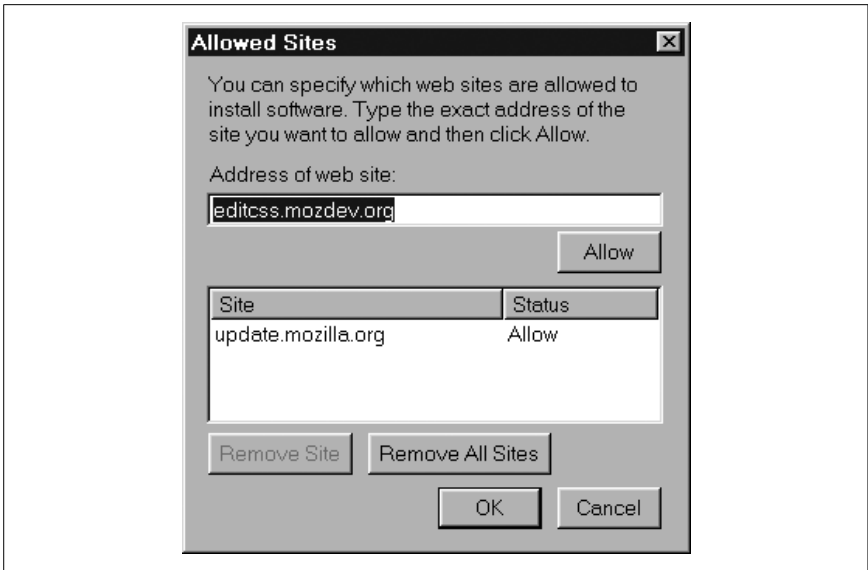 Allowed Sites
You can specify which web sites are allowed to
install software. Type the exact address of the
site you want to allow and then click Allow.
Address of web site:
editcss.mozdev.org
Allow
Site Status
update.mozilla.org Allow
Remove Site Remove All Sites
OK Cancel